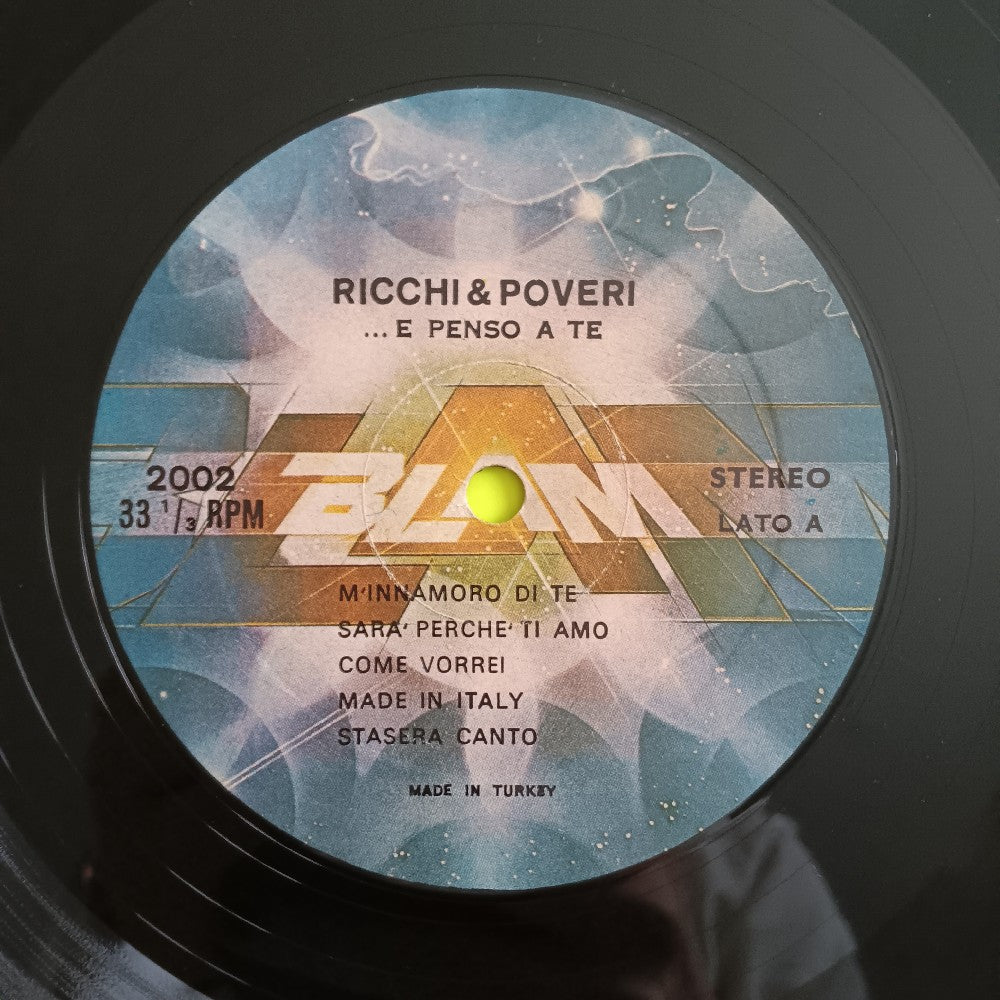 RICCHI & POVERI
...E PENSO A TE
BLAM
2002
33 1/3 RPM
STEREO
LATO A
M'INNAMORO DI TE
SARA' PERCHE' TI AMO
COME VORREI
MADE IN ITALY
STASERA CANTO
MADE IN TURKEY